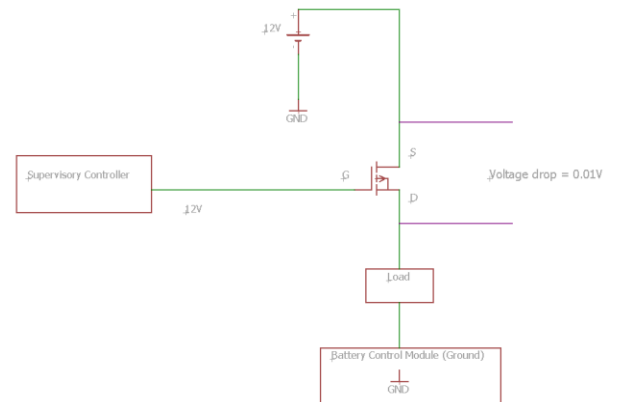 +
12V
-
GND
S
Supervisory Controller
G
Voltage drop = 0.01V
D
12V
Load
Battery Control Module (Ground)
GND